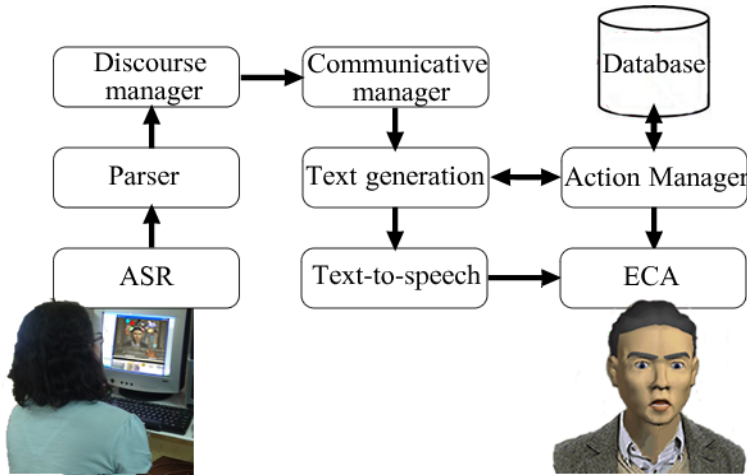 Discourse
manager
Communicative
manager
Database
Parser
Text generation
Action Manager
ASR
Text-to-speech
ECA